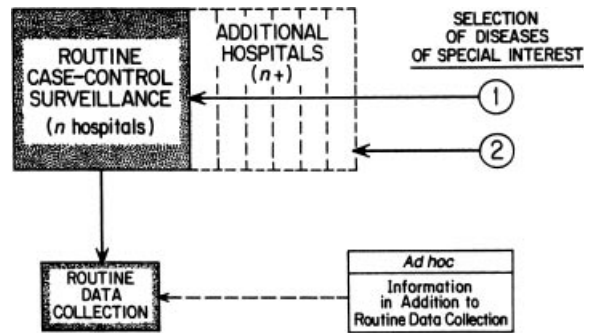 ROUTINE
CASE-CONTROL
SURVEILLANCE
(n hospitals)
ADDITIONAL
HOSPITALS
(n+)
SELECTION
OF DISEASES
OF SPECIAL INTEREST
1
2
ROUTINE
DATA
COLLECTION
Ad hoc
Information
in Addition to
Routine Data Collection